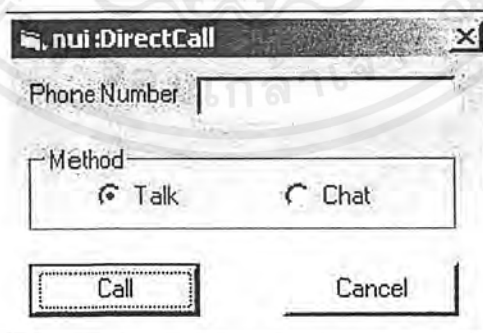 nui :DirectCall
Phone Number
Method
Talk Chat
Call Cancel